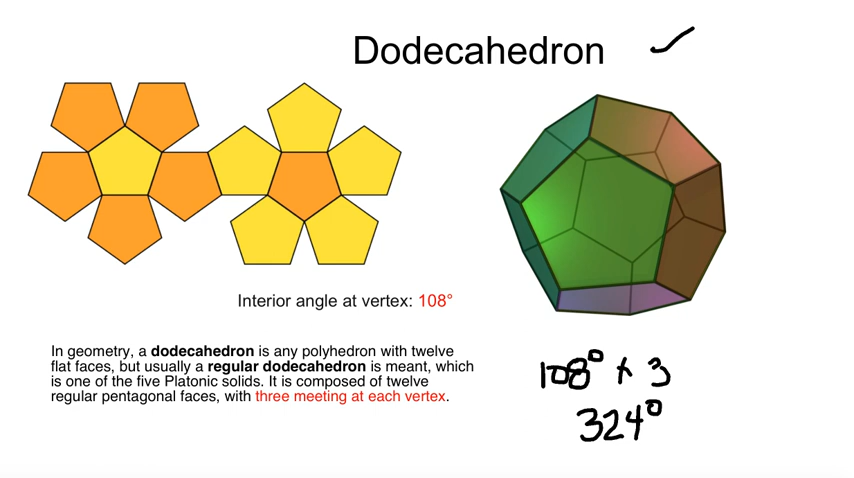 Dodecahedron
Interior angle at vertex: 108°
In geometry, a dodecahedron is any polyhedron with twelve
flat faces, but usually a regular dodecahedron is meant, which
is one of the five Platonic solids. It is composed of twelve
regular pentagonal faces, with three meeting at each vertex.
108° × 3
324°